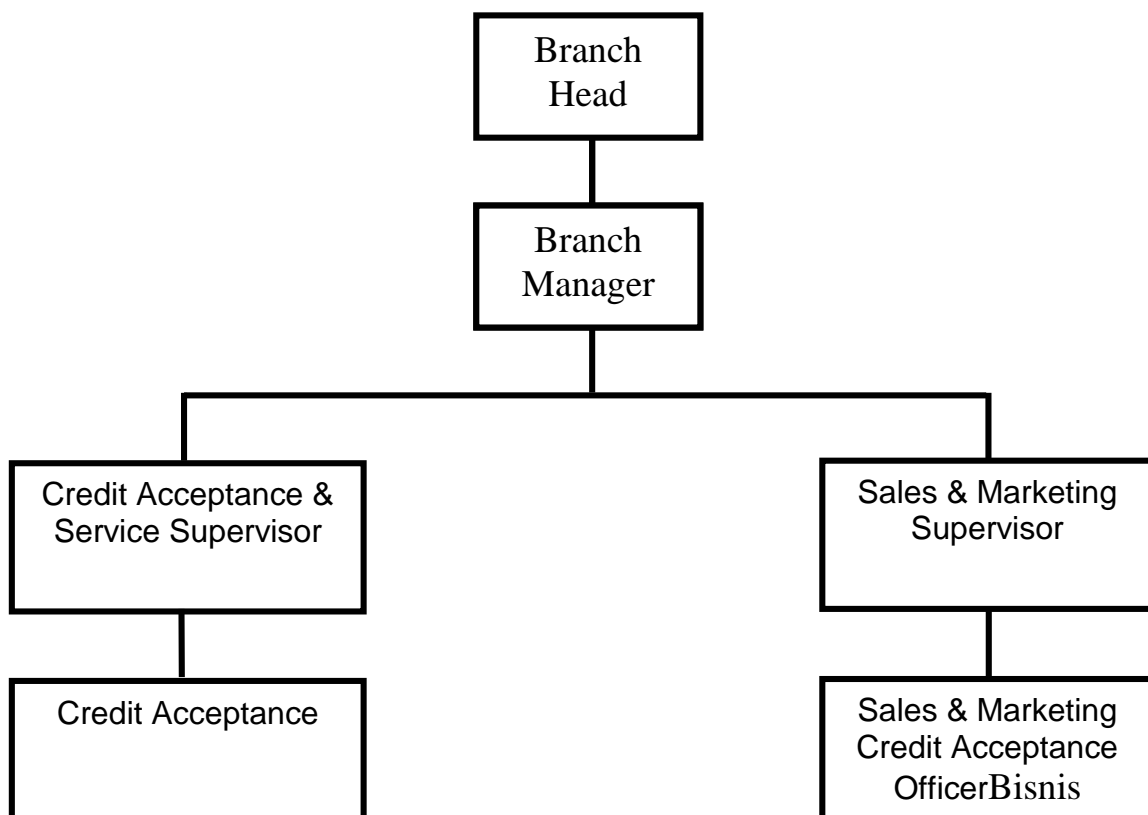 Branch
Head
Branch
Manager
Credit Acceptance &
Service Supervisor
Sales & Marketing
Supervisor
Credit Acceptance
Sales & Marketing
Credit Acceptance
OfficerBisnis